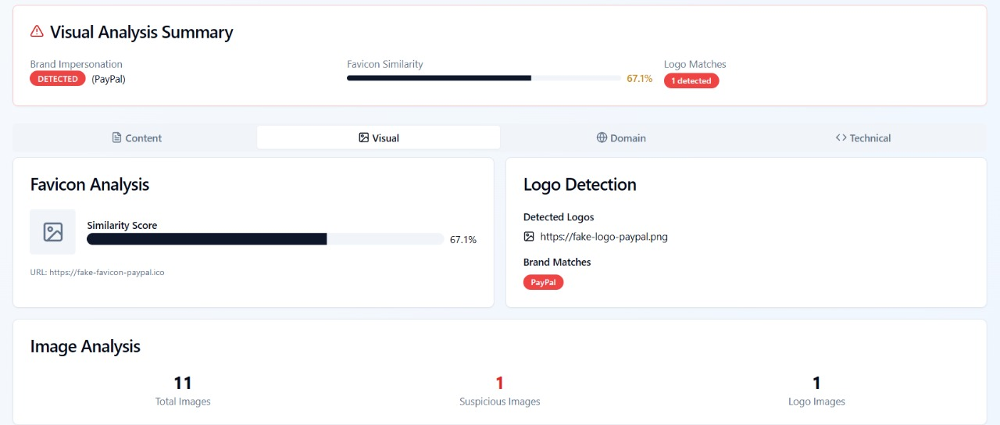 Visual Analysis Summary
Brand Impersonation
DETECTED (PayPal)
Favicon Similarity
67.1%
Logo Matches
1 detected
Content
Visual
Domain
Technical
Favicon Analysis
Similarity Score
67.1%
URL: https://fake-favicon-paypal.ico
Logo Detection
Detected Logos
https://fake-logo-paypal.png
Brand Matches
PayPal
Image Analysis
11
Total Images
1
Suspicious Images
1
Logo Images